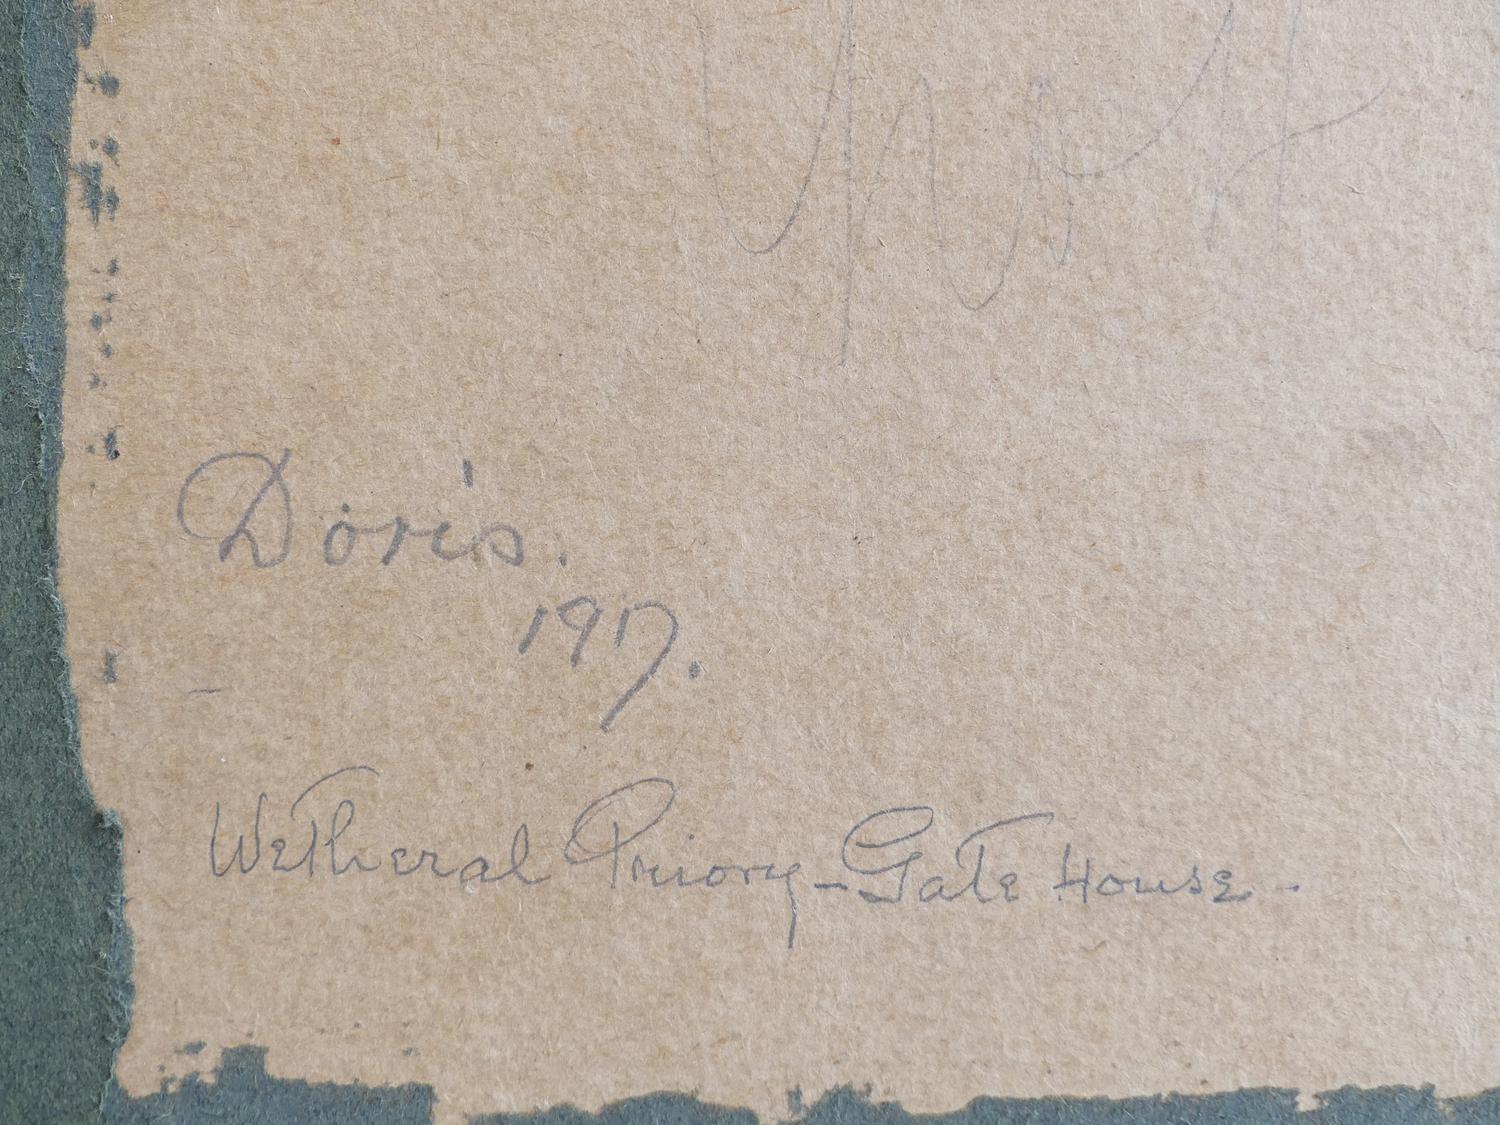 Doris.
1917.
Wetheral Priory - Gate House -